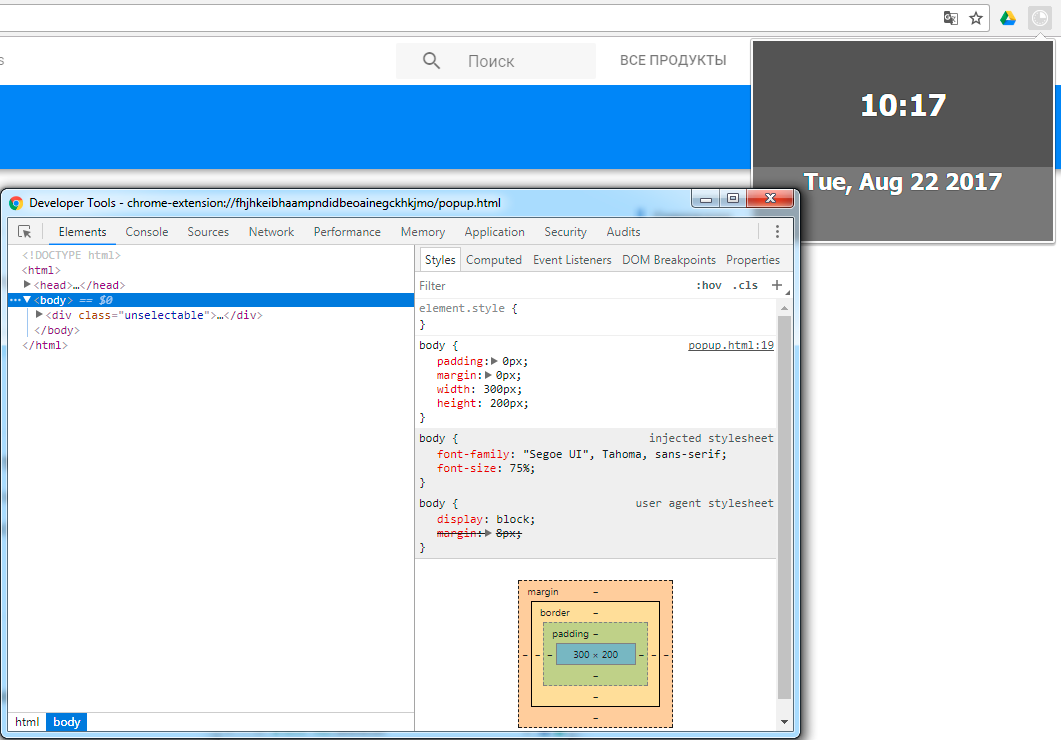 s
Поиск
ВСЕ ПРОДУКТЫ
10:17
Tue, Aug 22 2017
Developer Tools - chrome-extension://fhjhkeibhaampndidbeoainegckhkjmo/popup.html
Elements Console Sources Network Performance Memory Application Security Audits
<!DOCTYPE html>
<html>
<head>…</head>
<body> == $0
<div class="unselectable">…</div>
</body>
</html>
html body
Styles Computed Event Listeners DOM Breakpoints Properties
Filter :hov .cls +
element.style {
}
body { popup.html:19
padding: 0px;
margin: 0px;
width: 300px;
height: 200px;
}
body { injected stylesheet
font-family: "Segoe UI", Tahoma, sans-serif;
font-size: 75%;
}
body { user agent stylesheet
display: block;
margin: 8px;
}
margin –
border –
padding –
– – – 300 × 200 – – –
–
–
–